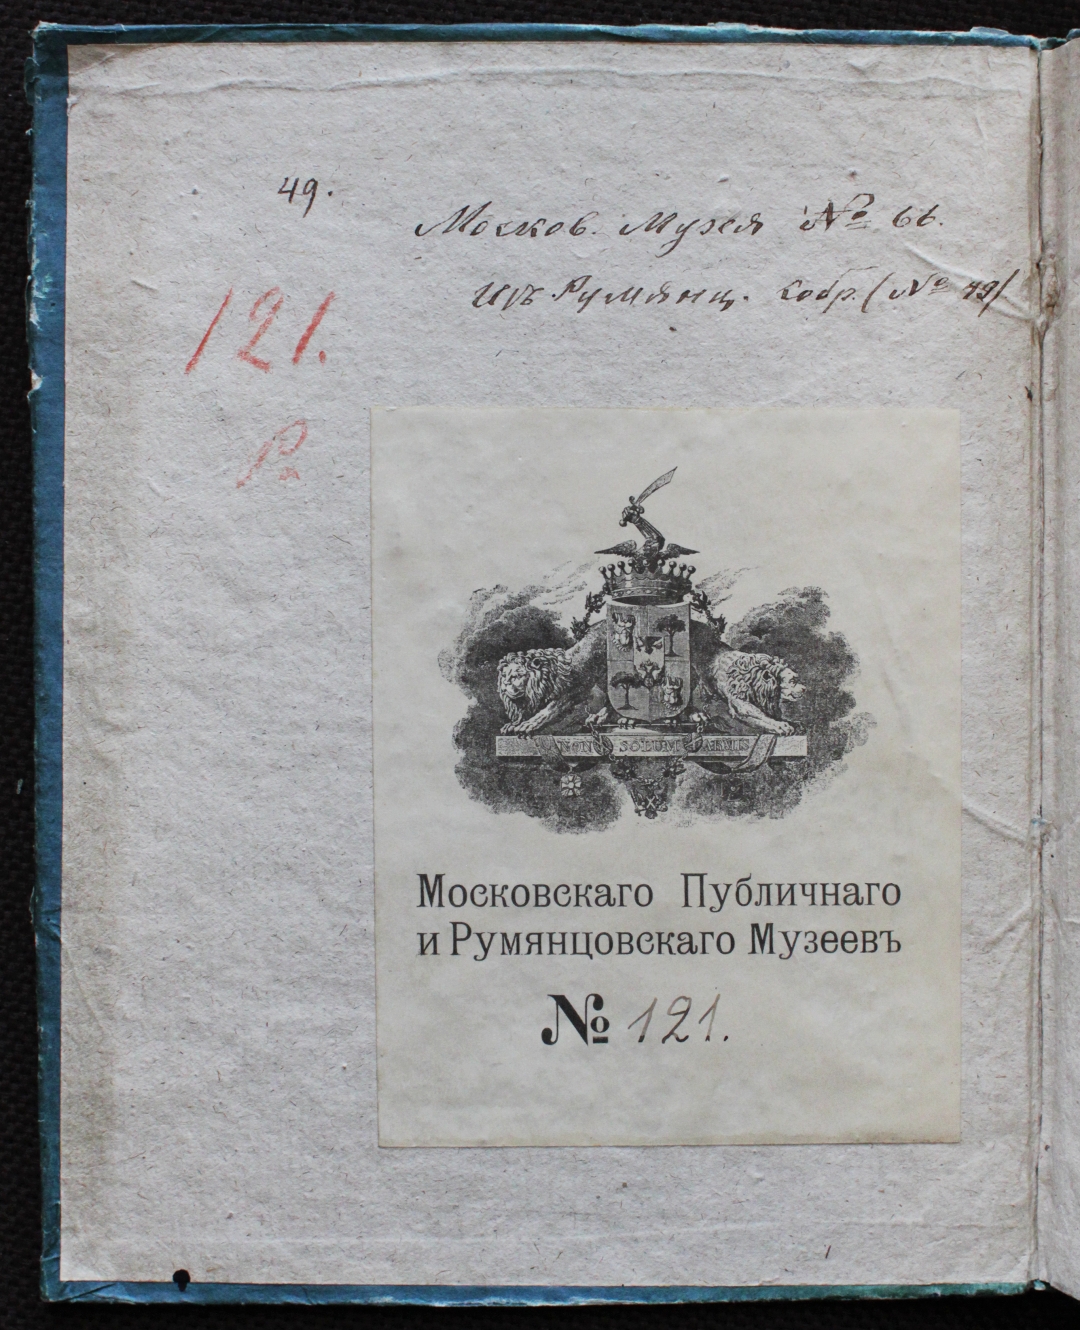 49.
Москов. Музея № 66.
Изъ Румянц. Собр. (№ 49)
121.
Р.
NON SOLUM ARMIS
Московскаго Публичнаго
и Румянцовскаго Музеевъ
№ 121.